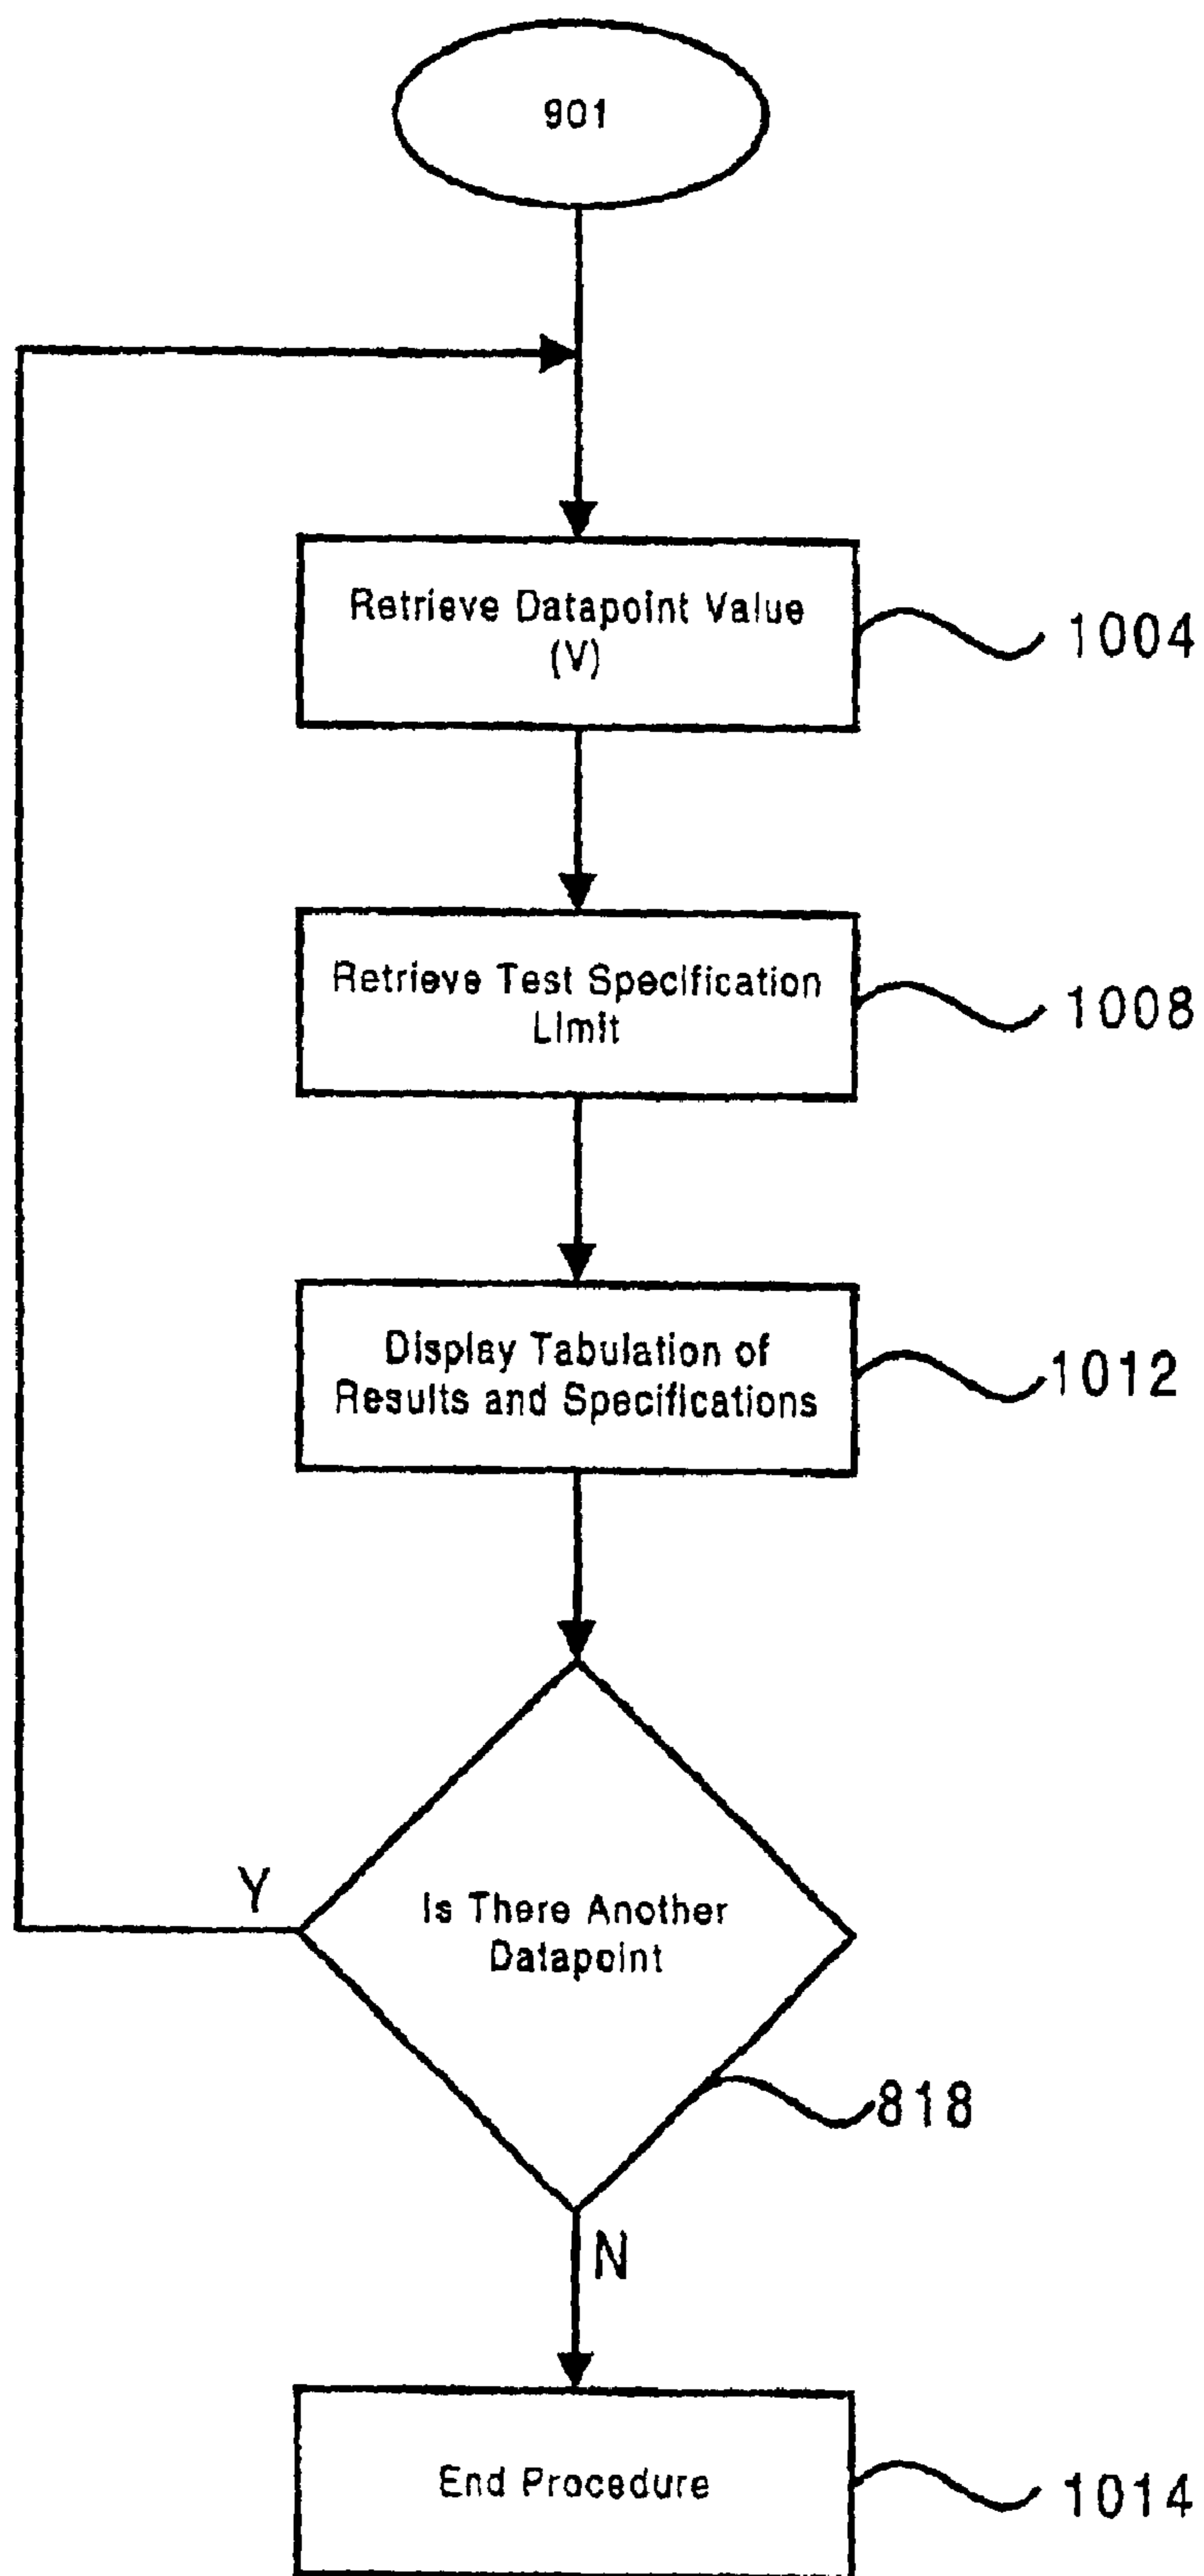 901
Retrieve Datapoint Value
(V)
1004
Retrieve Test Specification
Limit
1008
Display Tabulation of
Results and Specifications
1012
Y
Is There Another
Datapoint
818
N
End Procedure
1014